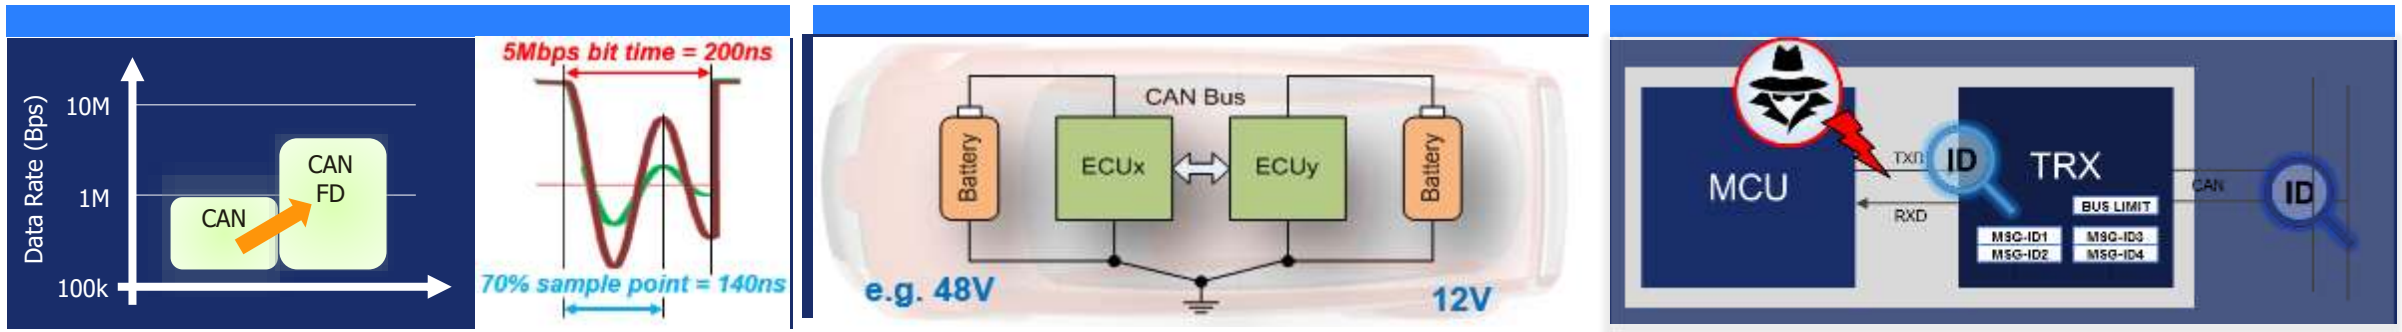 Data Rate (Bps)
10M
1M
100k
CAN
CAN
FD
5Mbps bit time = 200ns
70% sample point = 140ns
CAN Bus
Battery
ECUx
ECUy
Battery
e.g. 48V
12V
MCU
TXD
RXD
ID
TRX
BUS LIMIT
MSG-ID1
MSG-ID3
MSG-ID2
MSG-ID4
CAN
ID